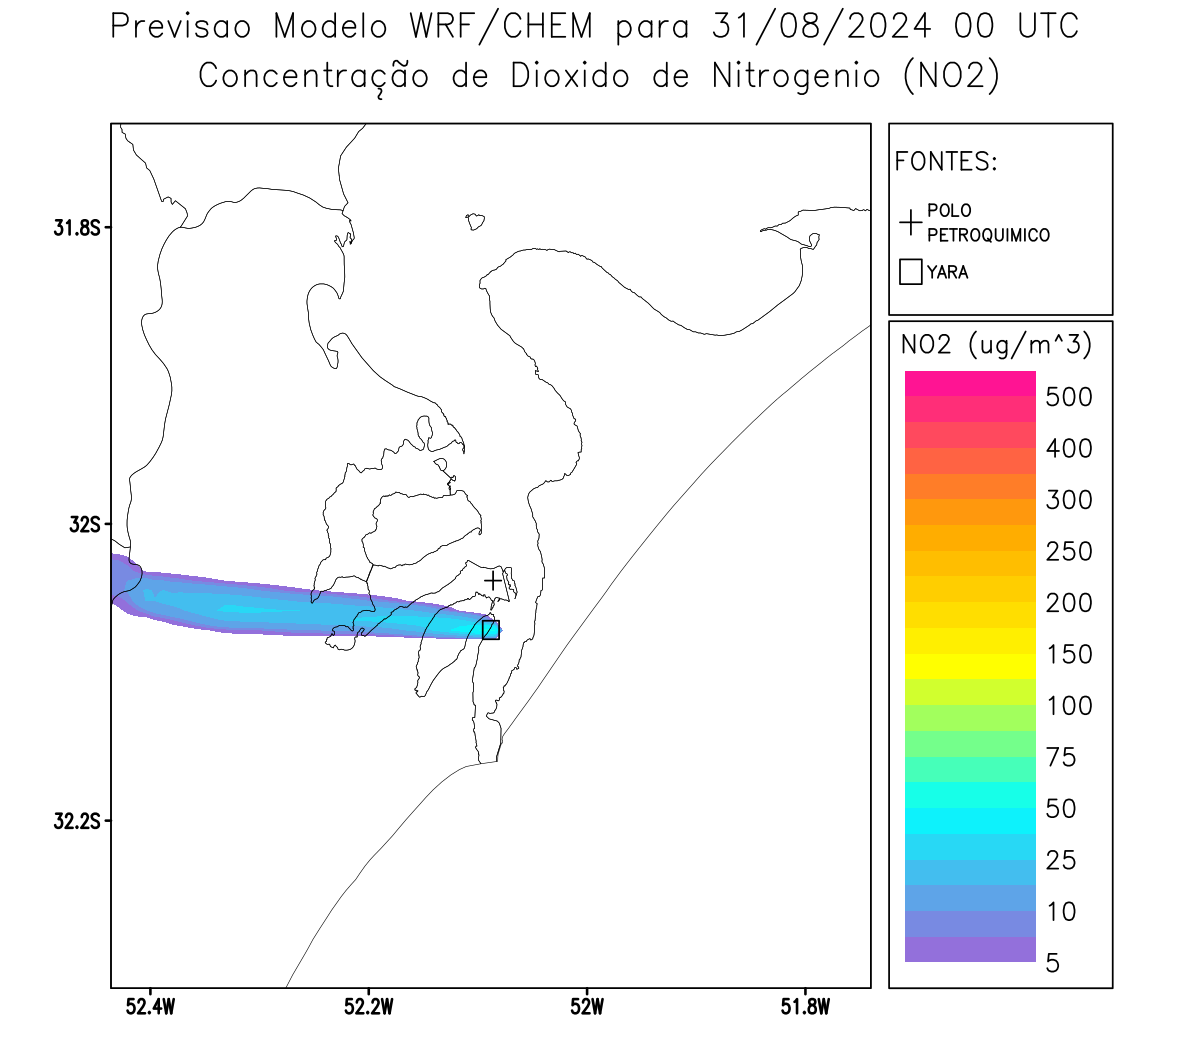 Previsao Modelo WRF/CHEM para 31/08/2024 00 UTC
Concentração de Dioxido de Nitrogenio (NO2)
FONTES:
POLO
PETROQUIMICO
YARA
NO2 (ug/m^3)
500
400
300
250
200
150
100
75
50
25
10
5
31.8S
32S
32.2S
52.4W
52.2W
52W
51.8W